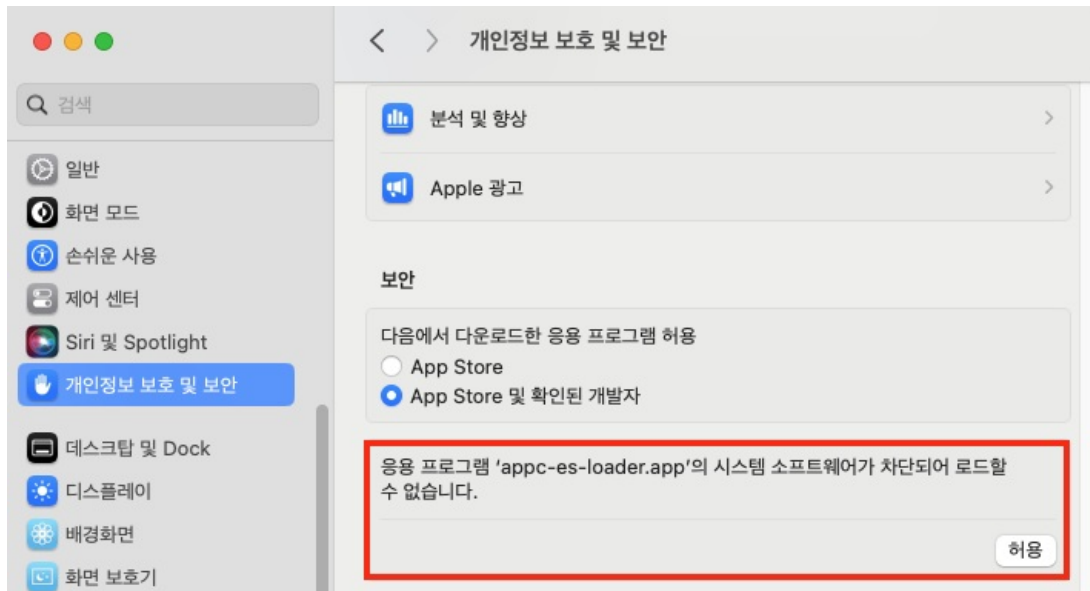 개인정보 보호 및 보안
검색
일반
화면 모드
손쉬운 사용
제어 센터
Siri 및 Spotlight
개인정보 보호 및 보안
데스크탑 및 Dock
디스플레이
배경화면
화면 보호기
분석 및 향상
Apple 광고
보안
다음에서 다운로드한 응용 프로그램 허용
App Store
App Store 및 확인된 개발자
응용 프로그램 ‘appc-es-loader.app’의 시스템 소프트웨어가 차단되어 로드할
수 없습니다.
허용